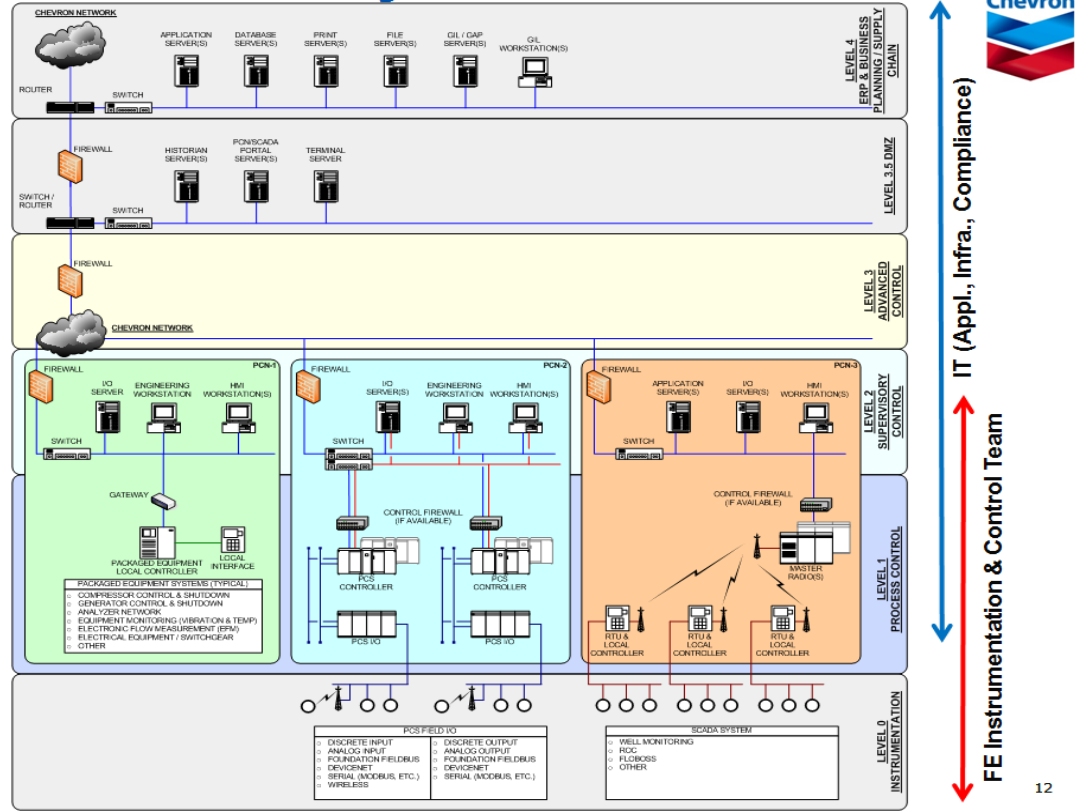 CHEVRON NETWORK
APPLICATION
SERVER(S)
DATABASE
SERVER(S)
PRINT
SERVER(S)
FILE
SERVER(S)
GIL / GAP
SERVER(S)
GIL
WORKSTATION(S)
ROUTER
SWITCH
LEVEL 4
ERP & BUSINESS
PLANNING / SUPPLY
CHAIN
Chevron
FIREWALL
HISTORIAN
SERVER(S)
PCN/SCADA
PORTAL
SERVER(S)
TERMINAL
SERVER
SWITCH /
ROUTER
SWITCH
LEVEL 3.5 DMZ
FIREWALL
CHEVRON NETWORK
LEVEL 3
ADVANCED
CONTROL
IT (Appl., Infra., Compliance)
PCN-1
FIREWALL
I/O
SERVER
ENGINEERING
WORKSTATION
HMI
WORKSTATION(S)
SWITCH
GATEWAY
PACKAGED EQUIPMENT
LOCAL CONTROLLER
LOCAL
INTERFACE
PACKAGED EQUIPMENT SYSTEMS (TYPICAL)
COMPRESSOR CONTROL & SHUTDOWN
GENERATOR CONTROL & SHUTDOWN
ANALYZER NETWORK
EQUIPMENT MONITORING (VIBRATION & TEMP)
ELECTRONIC FLOW MEASUREMENT (EFM)
ELECTRICAL EQUIPMENT / SWITCHGEAR
OTHER
PCN-2
FIREWALL
I/O
SERVER(S)
ENGINEERING
WORKSTATION
HMI
WORKSTATION(S)
SWITCH
CONTROL FIREWALL
(IF AVAILABLE)
PCS
CONTROLLER
PCS
CONTROLLER
PCS I/O
PCS I/O
PCN-3
FIREWALL
APPLICATION
SERVER(S)
I/O
SERVER(S)
HMI
WORKSTATION(S)
SWITCH
CONTROL FIREWALL
(IF AVAILABLE)
MASTER
RADIO(S)
RTU &
LOCAL
CONTROLLER
RTU &
LOCAL
CONTROLLER
RTU &
LOCAL
CONTROLLER
LEVEL 2
SUPERVISORY
CONTROL
LEVEL 1
PROCESS CONTROL
FE Instrumentation & Control Team
PCS FIELD I/O
DISCRETE INPUT
ANALOG INPUT
FOUNDATION FIELDBUS
DEVICENET
SERIAL (MODBUS, ETC.)
WIRELESS
DISCRETE OUTPUT
ANALOG OUTPUT
FOUNDATION FIELDBUS
DEVICENET
SERIAL (MODBUS, ETC.)
SCADA SYSTEM
WELL MONITORING
ROC
FLOBOSS
OTHER
LEVEL 0
INSTRUMENTATION
12